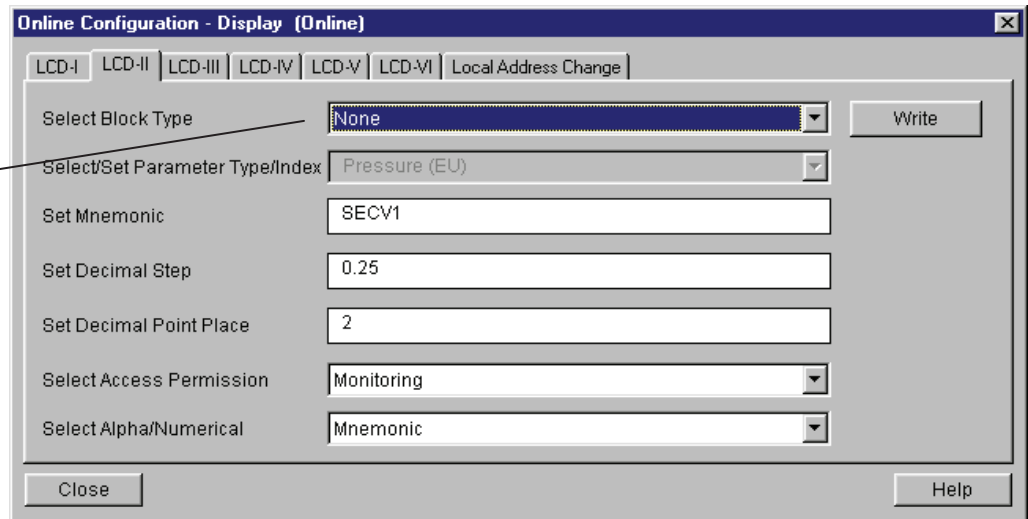 Online Configuration - Display (Online)
LCD-I LCD-II LCD-III LCD-IV LCD-V LCD-VI Local Address Change
Select Block Type None Write
Select/Set Parameter Type/Index Pressure (EU)
Set Mnemonic SECV1
Set Decimal Step 0.25
Set Decimal Point Place 2
Select Access Permission Monitoring
Select Alpha/Numerical Mnemonic
Close Help